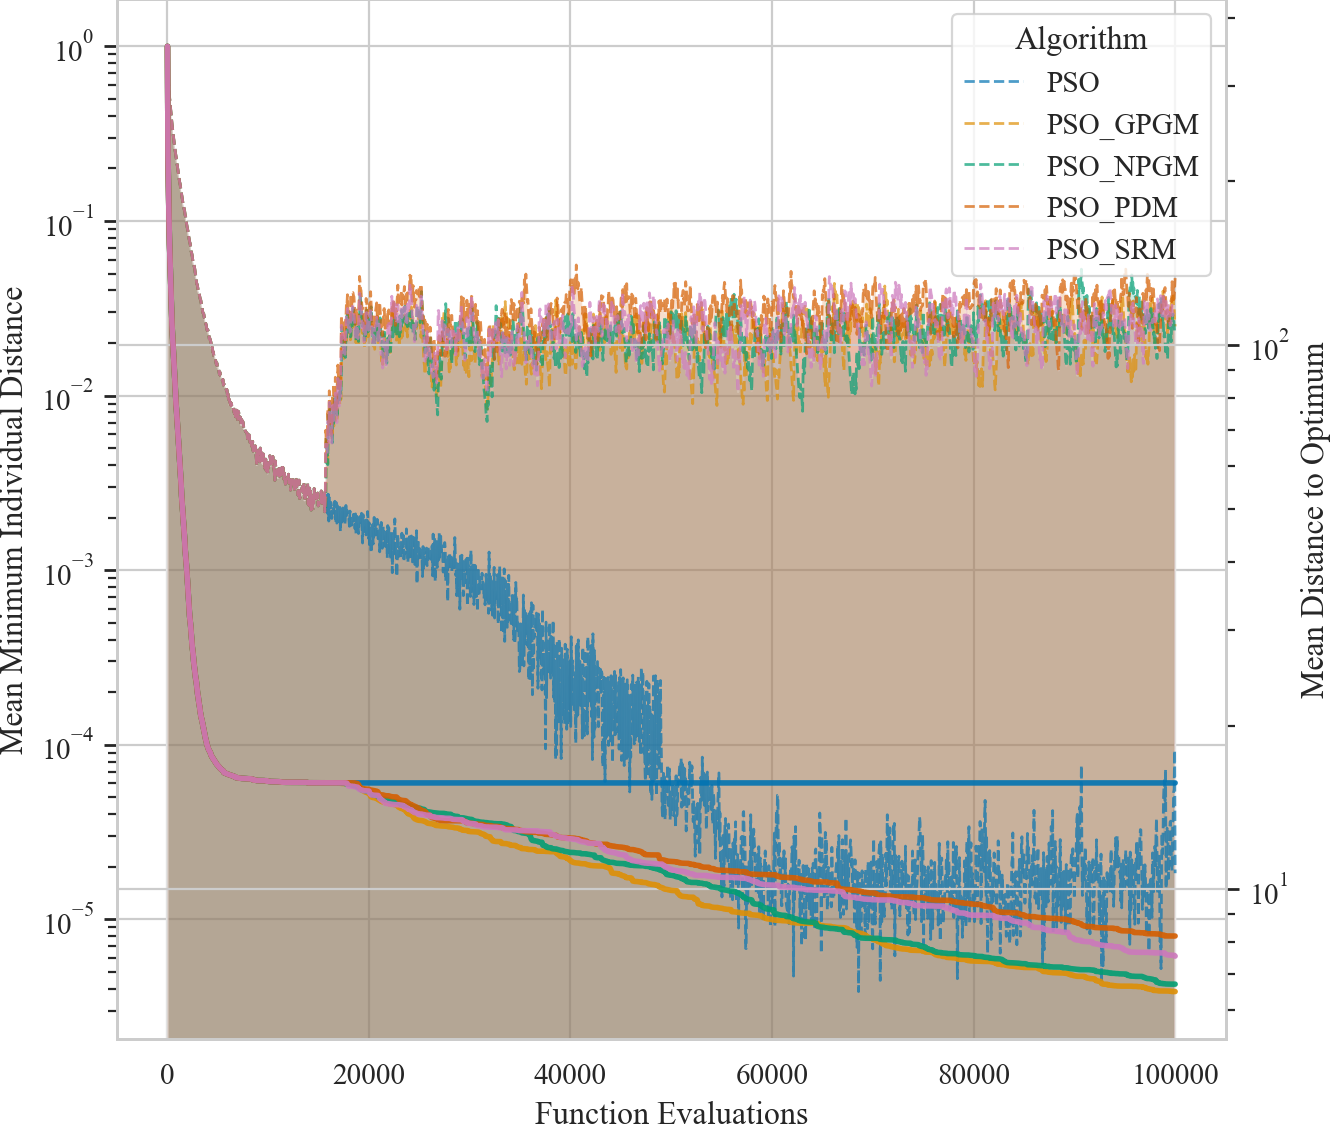 Algorithm
PSO
PSO_GPGM
PSO_NPGM
PSO_PDM
PSO_SRM
10^0
10^−1
10^−2
10^−3
10^−4
10^−5
Mean Minimum Individual Distance
10^2
10^1
Mean Distance to Optimum
0 20000 40000 60000 80000 100000
Function Evaluations